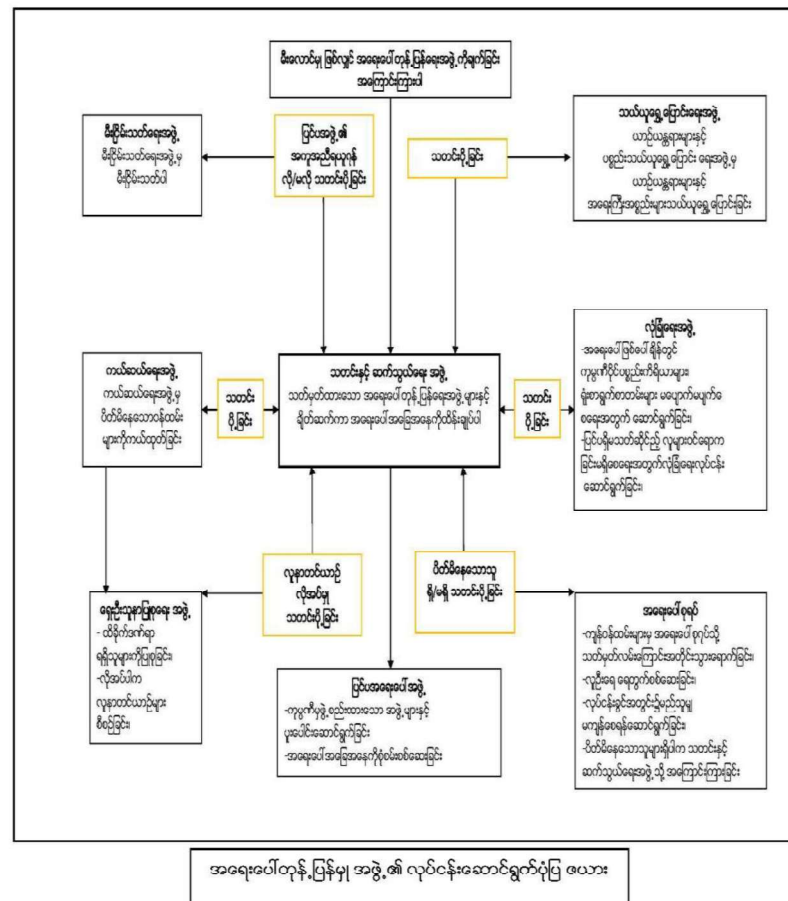 မီးလောင်မှု ဖြစ်လျှင် အရေးပေါ်တုန့်ပြန်ရေးအဖွဲ့ကိုချက်ခြင်း
အကြောင်းကြားပါ
မီးငြှိမ်းသတ်ရေးအဖွဲ့
မီးငြှိမ်းသတ်ရေးအဖွဲ့မှ
မီးငြှိမ်းသတ်ပါ
ပြင်ပအဖွဲ့၏
အကူအညီရယူဂုန်
လို/မလို သတင်းပို့ခြင်း
သတင်းပို့ခြင်း
သယ်ယူရွှေ့ပြောင်းရေးအဖွဲ့
ယာဉ်ယန္တရားများနှင့်
ပစ္စည်းသယ်ယူရွှေ့ပြောင်း ရေးအဖွဲ့မှ
ယာဉ်ယန္တရားများနှင့်
အရေးကြီးအစ္စည်းများသယ်ယူရွှေ့ပြောင်းခြင်း
ကယ်ဆယ်ရေးအဖွဲ့
ကယ်ဆယ်ရေးအဖွဲ့မှ
ပိတ်မိနေသောဝန်ထမ်း
များကိုကယ်ထုတ်ခြင်း
သတင်း
ပို့ခြင်း
သတင်းနှင့် ဆက်သွယ်ရေး အဖွဲ့
သတ်မှတ်ထားသော အရေးပေါ်တုန့်ပြန်ရေးအဖွဲ့များနှင့်
ချိတ်ဆက်ကာ အရေးပေါ်အခြေအနေကိုထိန်းချုပ်ပါ
သတင်း
ပို့ခြင်း
လုံခြုံရေးအဖွဲ့
-အရေးပေါ်ဖြစ်ပေါ်ချိန်တွင်
ကုမ္ပဏီပိုင်ပစ္စည်းကိရိယာများ၊
ရုံးစာရွက်စာတမ်းများ မပျောက်မပျက်စေ
စေရေးအတွက် ဆောင်ရွက်ခြင်း၊
-ပြင်ပရှိမသတ်ဆိုင်သည့် လူများဝင်ရောက
ခြင်းမရှိစေရေးအတွက်လုံခြုံရေးလုပ်ငန်း
ဆောင်ရွက်ခြင်း၊
လူနာတင်ယာဉ်
လိုအပ်မှု
သတင်းပို့ခြင်း
ပိတ်မိနေသောသူ
ရှိ/မရှိ သတင်းပို့ခြင်း
ရှေးဦးသူနာပြုစုရေး အဖွဲ့
- ထိခိုက်ဒဏ်ရာ
ရရှိသူများကိုပြုစုခြင်း၊
-လိုအပ်ပါက
လူနာတင်ယာဉ်များ
စီစဉ်ခြင်း၊
ပြင်ပအရေးပေါ်အဖွဲ့
-ကုမ္ပဏီမှဖွဲ့စည်းထားသော အဖွဲ့များနှင့်
ပူးပေါင်းဆောင်ရွက်ခြင်း
-အရေးပေါ်အခြေအနေကိုစုံစမ်းစစ်ဆေးခြင်း
အရေးပေါ်စုရပ်
-ကျန်ဝန်ထမ်းများမှ အရေးပေါ်စုဂုပ်သို့
သတ်မှတ်လမ်းကြောင်းအတိုင်းသွားရောက်ခြင်း၊
-လူဦးရေ ရေတွက်စစ်ဆေးခြင်း၊
-လုပ်ငန်းခွင်အတွင်း၌မည်သူမျှ
မကျန်စေရန်ဆောင်ရွက်ခြင်း၊
-ပိတ်မိနေသောသူများရှိပါက သတင်းနှင့်
ဆက်သွယ်ရေးအဖွဲ့သို့ အကြောင်းကြားခြင်း
အရေးပေါ်တုန့်ပြန်မှု အဖွဲ့၏ လုပ်ငန်းဆောင်ရွက်ပုံပြ ဇယား